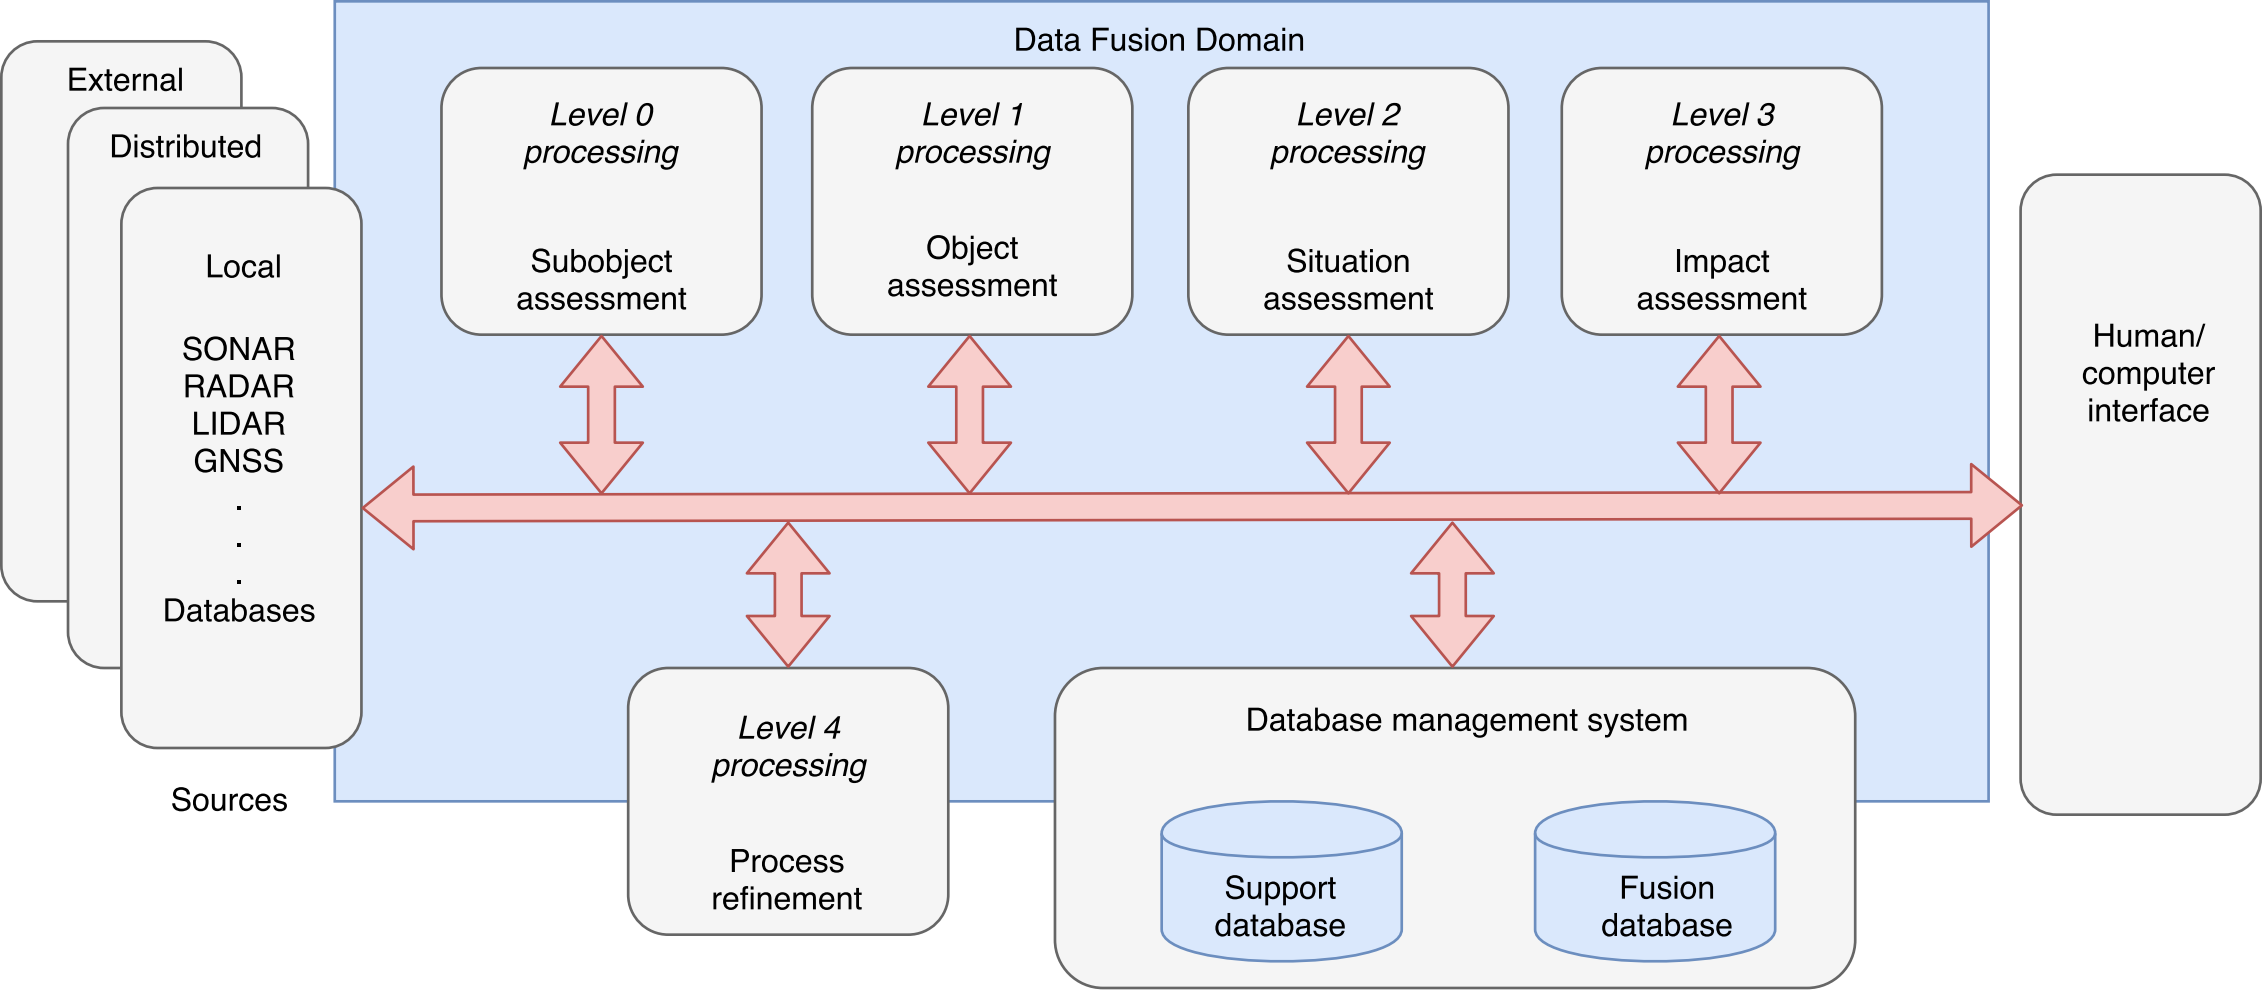 Data Fusion Domain
External
Distributed
Local
SONAR
RADAR
LIDAR
GNSS
.
.
.
Databases
Sources
Level 0
processing
Subobject
assessment
Level 1
processing
Object
assessment
Level 2
processing
Situation
assessment
Level 3
processing
Impact
assessment
Human/
computer
interface
Level 4
processing
Process
refinement
Database management system
Support
database
Fusion
database